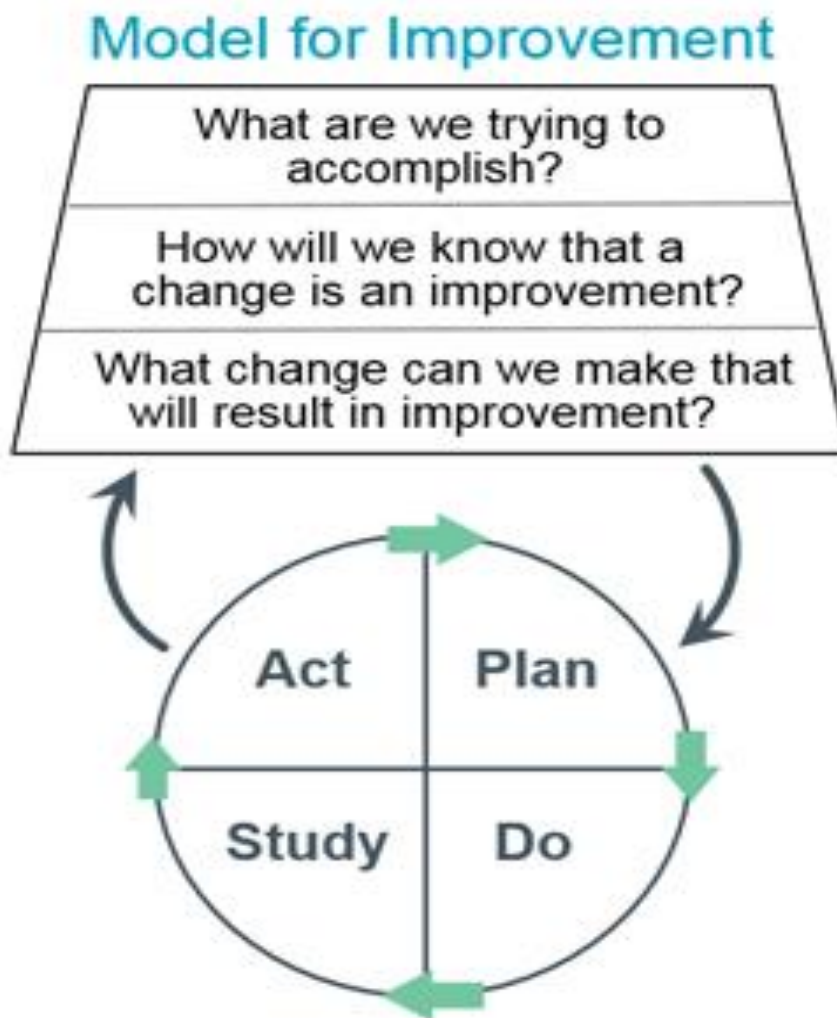 Model for Improvement
What are we trying to
accomplish?
How will we know that a
change is an improvement?
What change can we make that
will result in improvement?
Act
Plan
Study
Do